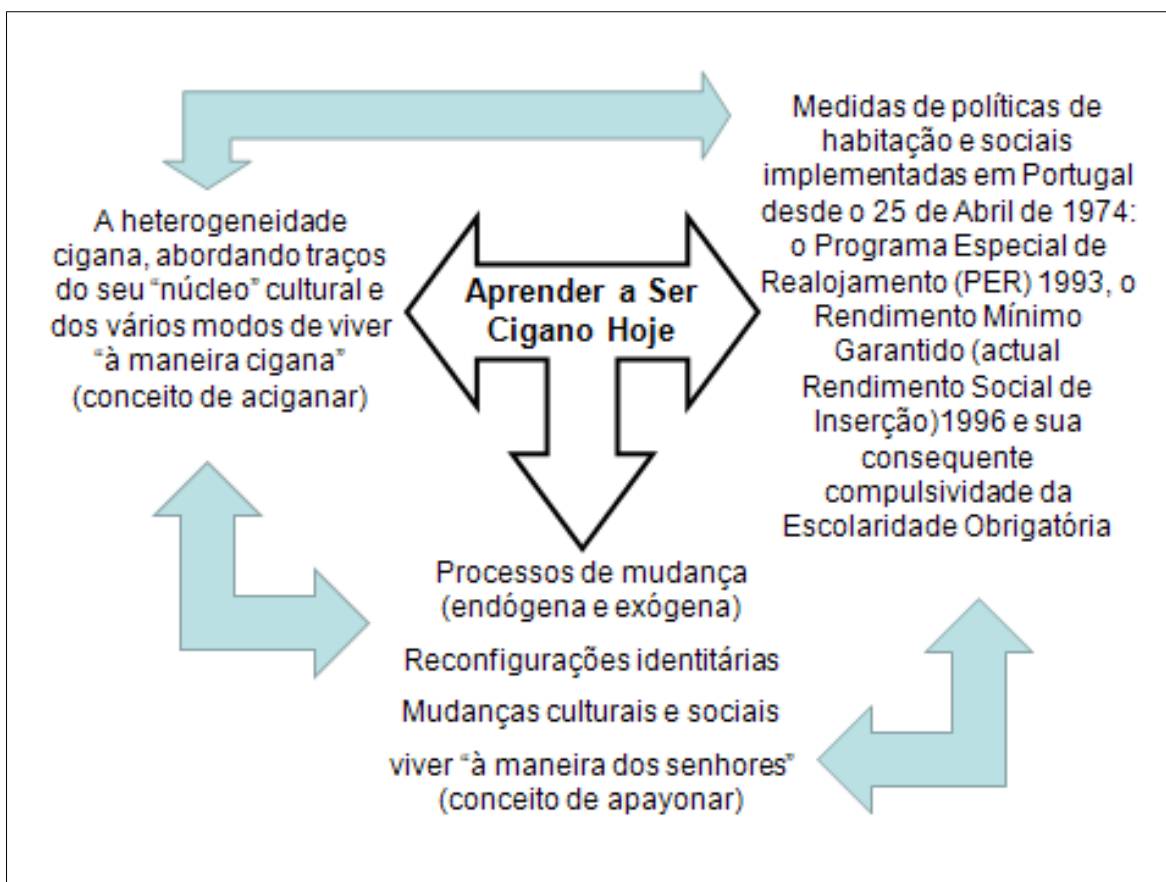 A heterogeneidade
cigana, abordando traços
do seu “núcleo” cultural e
dos vários modos de viver
“à maneira cigana”
(conceito de aciganar)
Aprender a Ser
Cigano Hoje
Medidas de políticas de
habitação e sociais
implementadas em Portugal
desde o 25 de Abril de 1974:
o Programa Especial de
Realojamento (PER) 1993, o
Rendimento Mínimo
Garantido (actual
Rendimento Social de
Inserção)1996 e sua
consequente
compulsividade da
Escolaridade Obrigatória
Processos de mudança
(endógena e exógena)
Reconfigurações identitárias
Mudanças culturais e sociais
viver “à maneira dos senhores”
(conceito de apayonar)